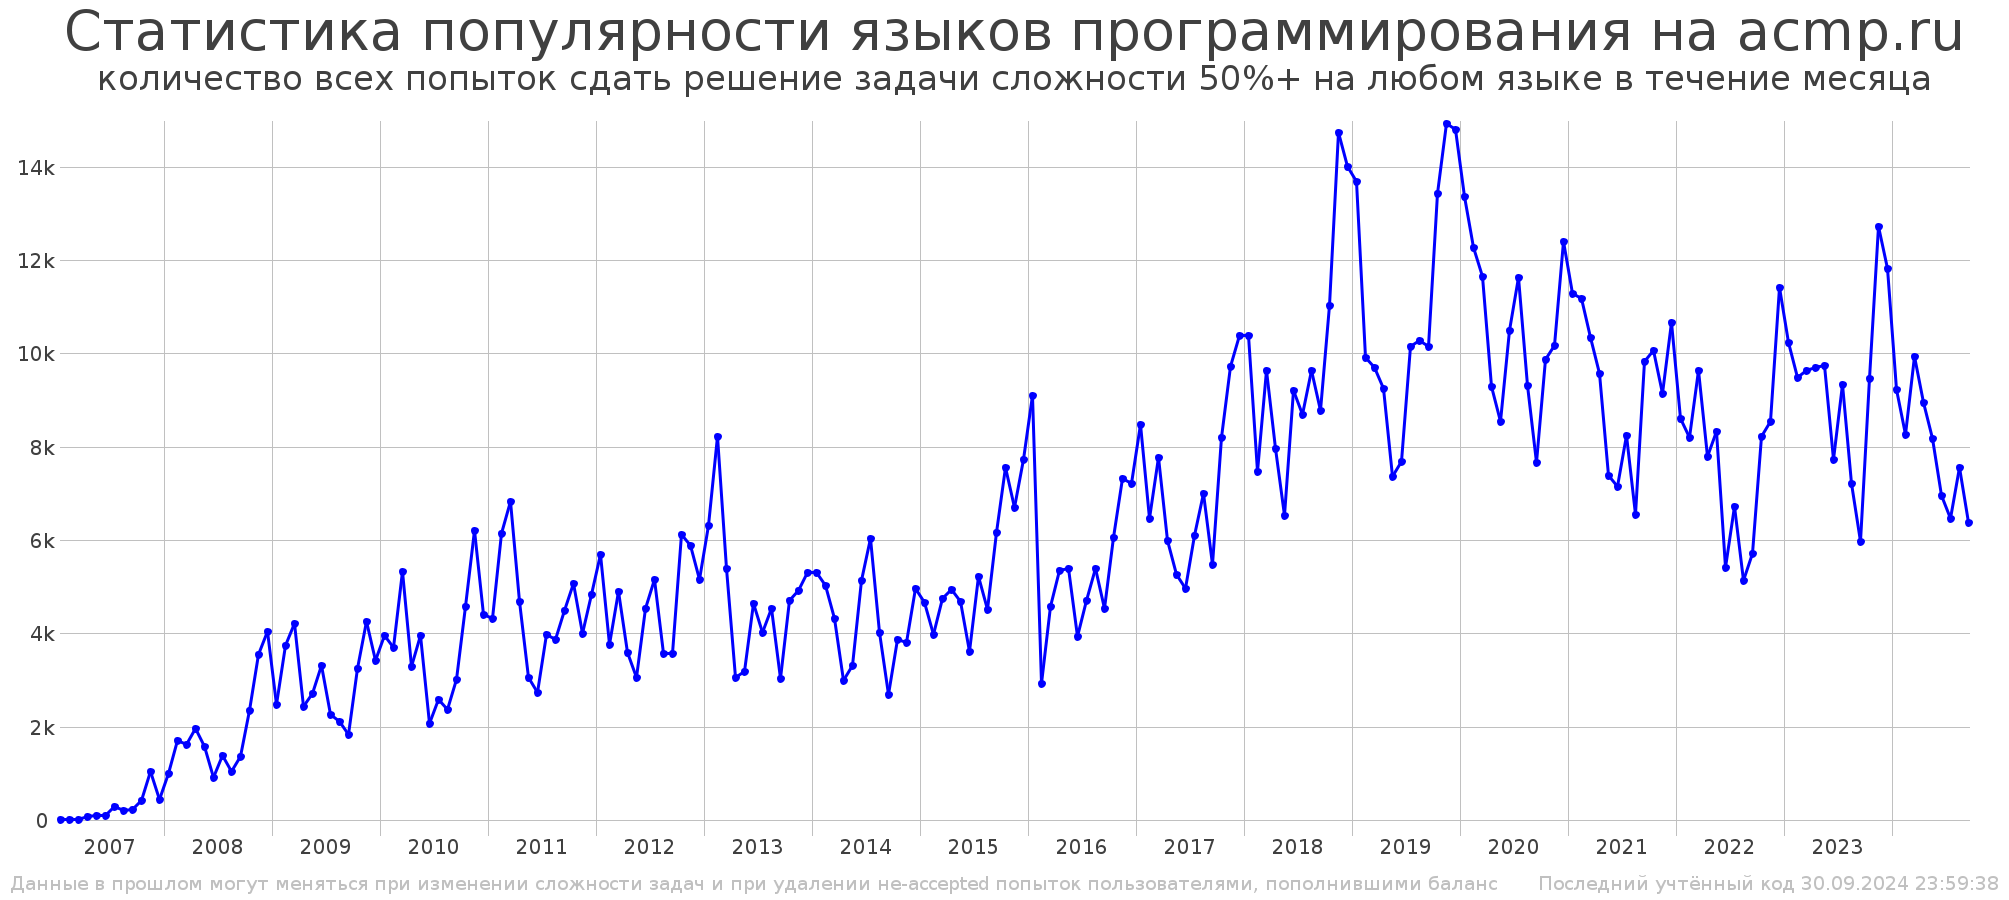 Статистика популярности языков программирования на acmp.ru
количество всех попыток сдать решение задачи сложности 50%+ на любом языке в течение месяца
14k
12k
10k
8k
6k
4k
2k
0
2007 2008 2009 2010 2011 2012 2013 2014 2015 2016 2017 2018 2019 2020 2021 2022 2023
Данные в прошлом могут меняться при изменении сложности задач и при удалении не-accepted попыток пользователями, пополнившими баланс Последний учтённый код 30.09.2024 23:59:38